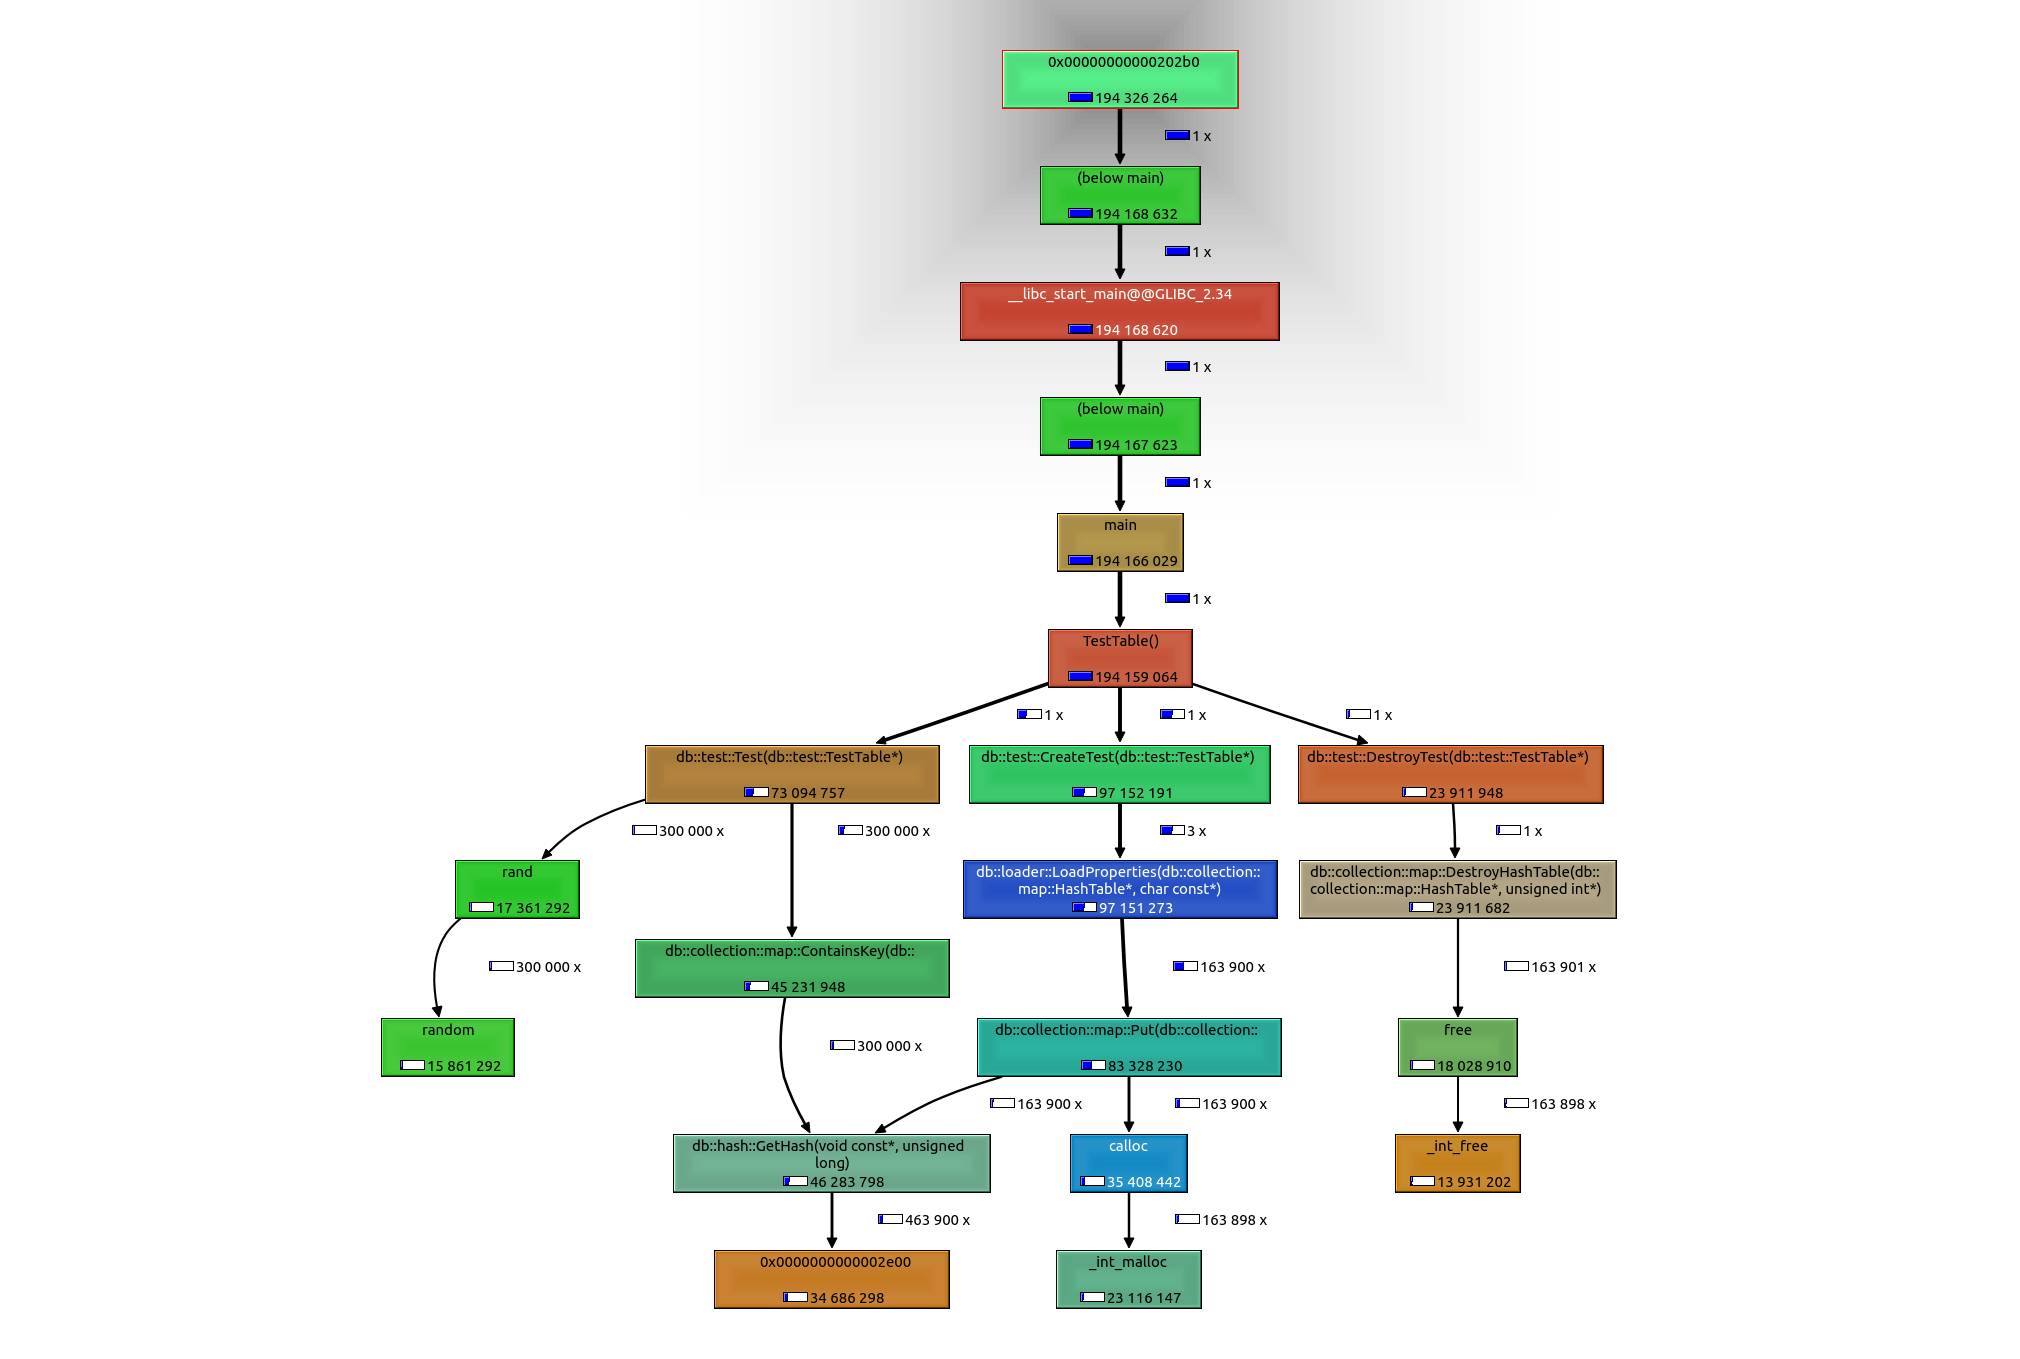 0x00000000000202b0
194 326 264
1 x
(below main)
194 168 632
1 x
__libc_start_main@@GLIBC_2.34
194 168 620
1 x
(below main)
194 167 623
1 x
main
194 166 029
1 x
TestTable()
194 159 064
1 x
1 x
1 x
db::test::Test(db::test::TestTable*)
73 094 757
db::test::CreateTest(db::test::TestTable*)
97 152 191
db::test::DestroyTest(db::test::TestTable*)
23 911 948
300 000 x
300 000 x
3 x
1 x
rand
17 361 292
db::loader::LoadProperties(db::collection::
map::HashTable*, char const*)
97 151 273
db::collection::map::DestroyHashTable(db::
collection::map::HashTable*, unsigned int*)
23 911 682
db::collection::map::ContainsKey(db::
45 231 948
300 000 x
163 900 x
163 901 x
random
15 861 292
300 000 x
db::collection::map::Put(db::collection::
83 328 230
free
18 028 910
163 900 x
163 900 x
163 898 x
db::hash::GetHash(void const*, unsigned
long)
46 283 798
calloc
35 408 442
_int_free
13 931 202
463 900 x
163 898 x
0x0000000000002e00
34 686 298
_int_malloc
23 116 147